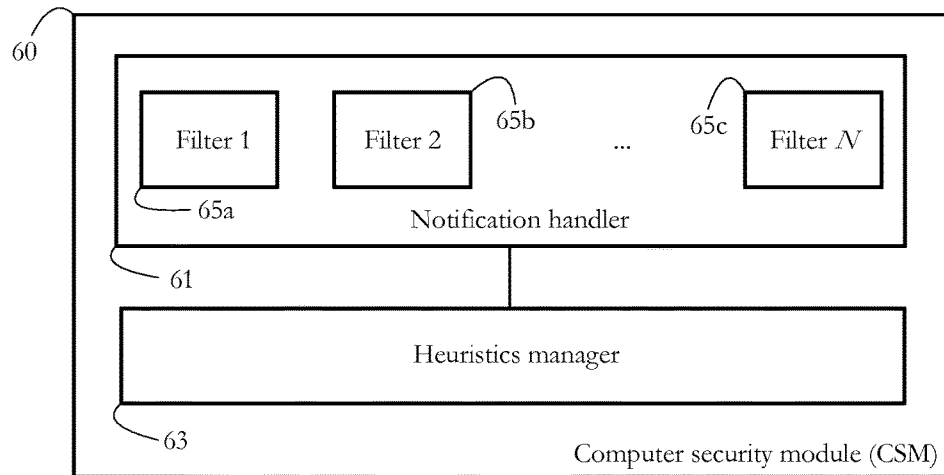 60
Filter 1
Filter 2
65b
...
65c
Filter N
65a
Notification handler
61
Heuristics manager
63
Computer security module (CSM)